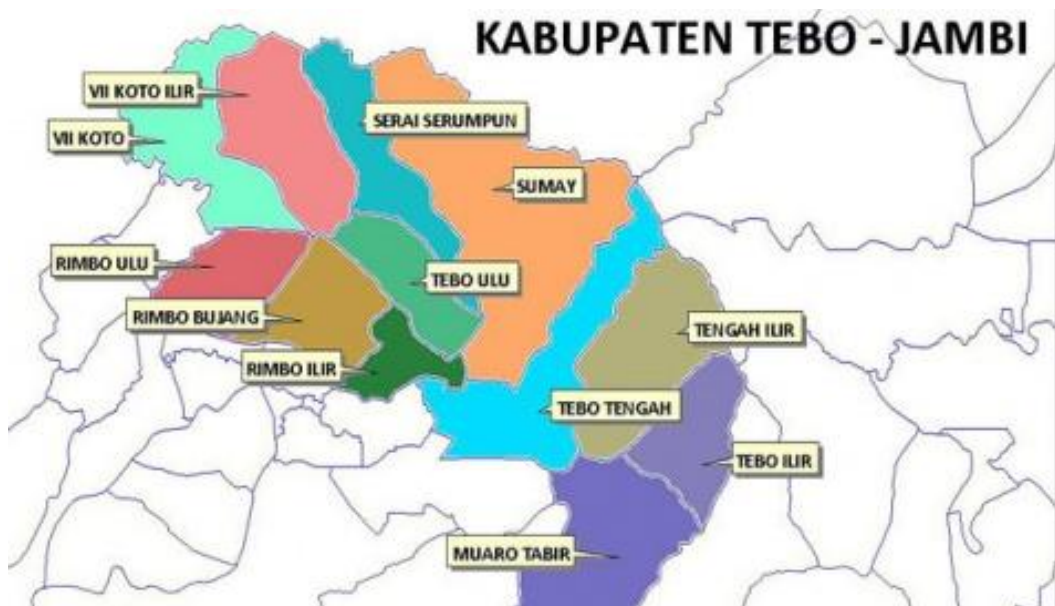 KABUPATEN TEBO - JAMBI
VII KOTO ILIR
SERAI SERUMPUN
VII KOTO
SUMAY
RIMBO ULU
TEBO ULU
RIMBO BUJANG
TENGAH ILIR
RIMBO ILIR
TEBO TENGAH
TEBO ILIR
MUARO TABIR